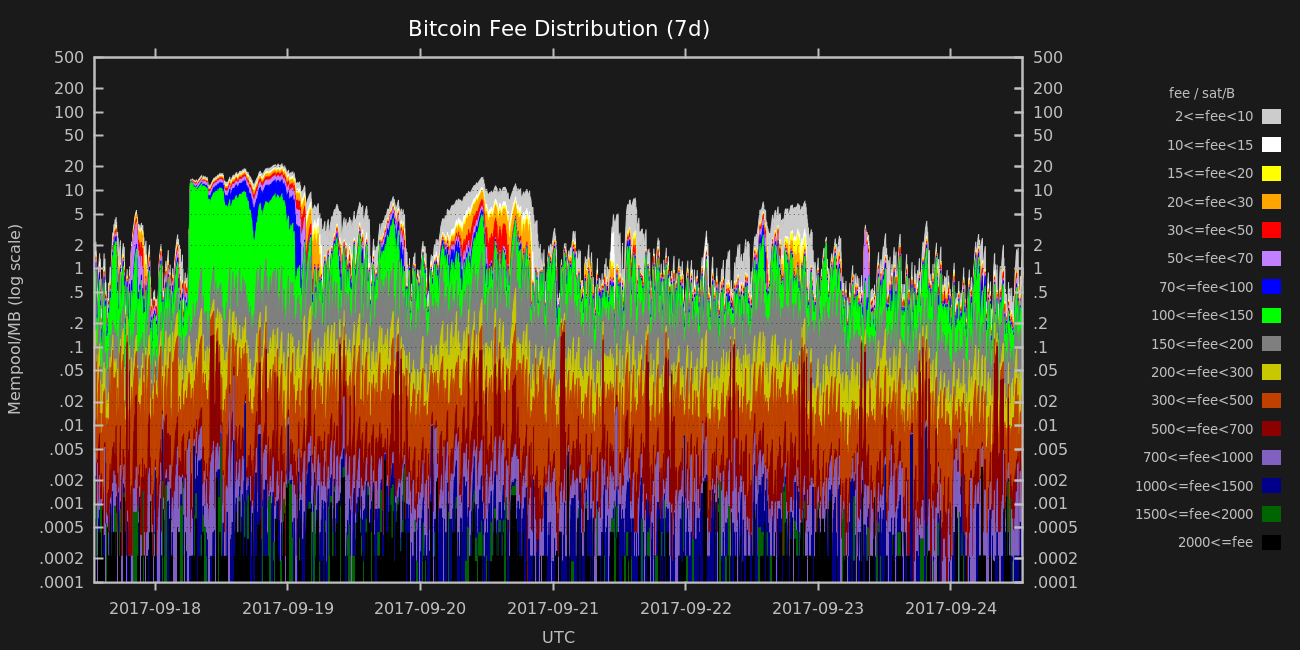 Bitcoin Fee Distribution (7d)
500 500
200 200
100 100
50 50
20 20
10 10
5 5
2 2
1 1
.5 .5
.2 .2
.1 .1
.05 .05
.02 .02
.01 .01
.005 .005
.002 .002
.001 .001
.0005 .0005
.0002 .0002
.0001 .0001
Mempool/MB (log scale)
2017-09-18 2017-09-19 2017-09-20 2017-09-21 2017-09-22 2017-09-23 2017-09-24
UTC
fee / sat/B
2<=fee<10
10<=fee<15
15<=fee<20
20<=fee<30
30<=fee<50
50<=fee<70
70<=fee<100
100<=fee<150
150<=fee<200
200<=fee<300
300<=fee<500
500<=fee<700
700<=fee<1000
1000<=fee<1500
1500<=fee<2000
2000<=fee